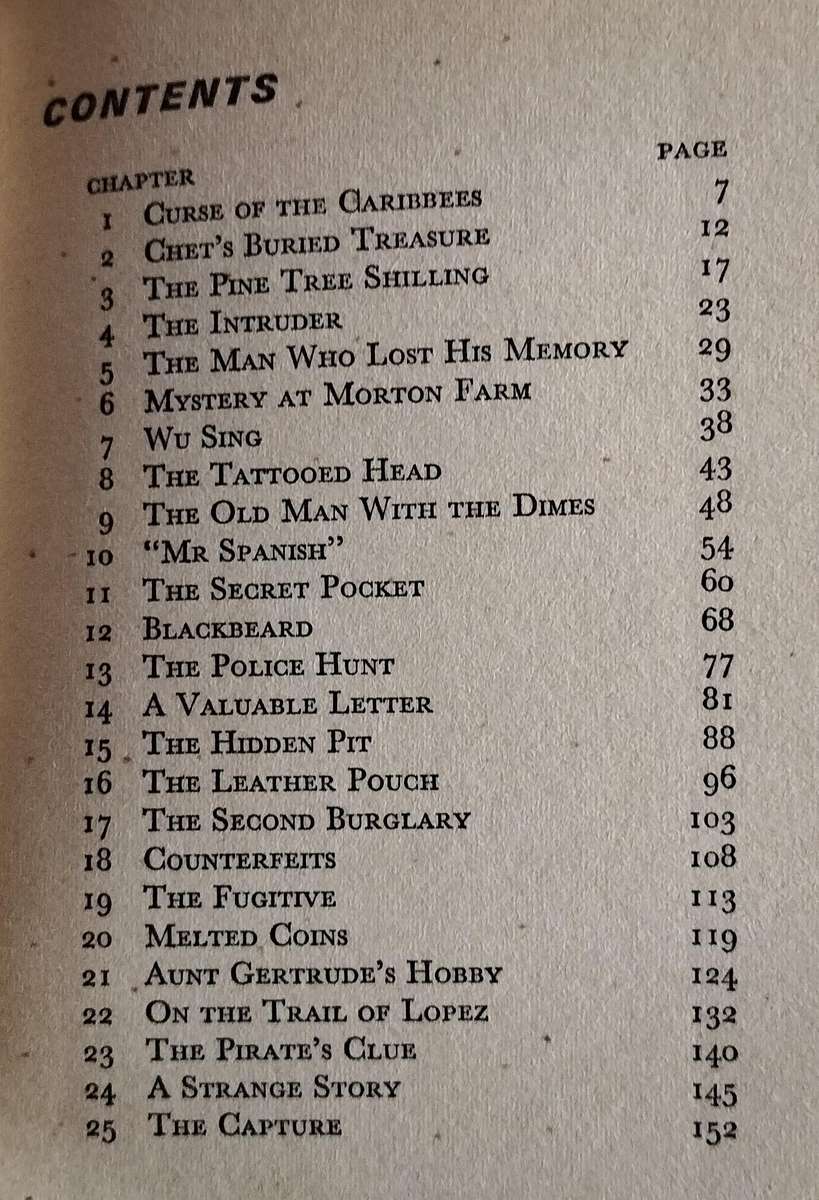 CONTENTS
CHAPTER PAGE
1 CURSE OF THE CARIBBEES 7
2 CHET'S BURIED TREASURE 12
3 THE PINE TREE SHILLING 17
4 THE INTRUDER 23
5 THE MAN WHO LOST HIS MEMORY 29
6 MYSTERY AT MORTON FARM 33
7 WU SING 38
8 THE TATTOOED HEAD 43
9 THE OLD MAN WITH THE DIMES 48
10 “MR SPANISH” 54
11 THE SECRET POCKET 60
12 BLACKBEARD 68
13 THE POLICE HUNT 77
14 A VALUABLE LETTER 81
15 THE HIDDEN PIT 88
16 THE LEATHER POUCH 96
17 THE SECOND BURGLARY 103
18 COUNTERFEITS 108
19 THE FUGITIVE 113
20 MELTED COINS 119
21 AUNT GERTRUDE'S HOBBY 124
22 ON THE TRAIL OF LOPEZ 132
23 THE PIRATE'S CLUE 140
24 A STRANGE STORY 145
25 THE CAPTURE 152